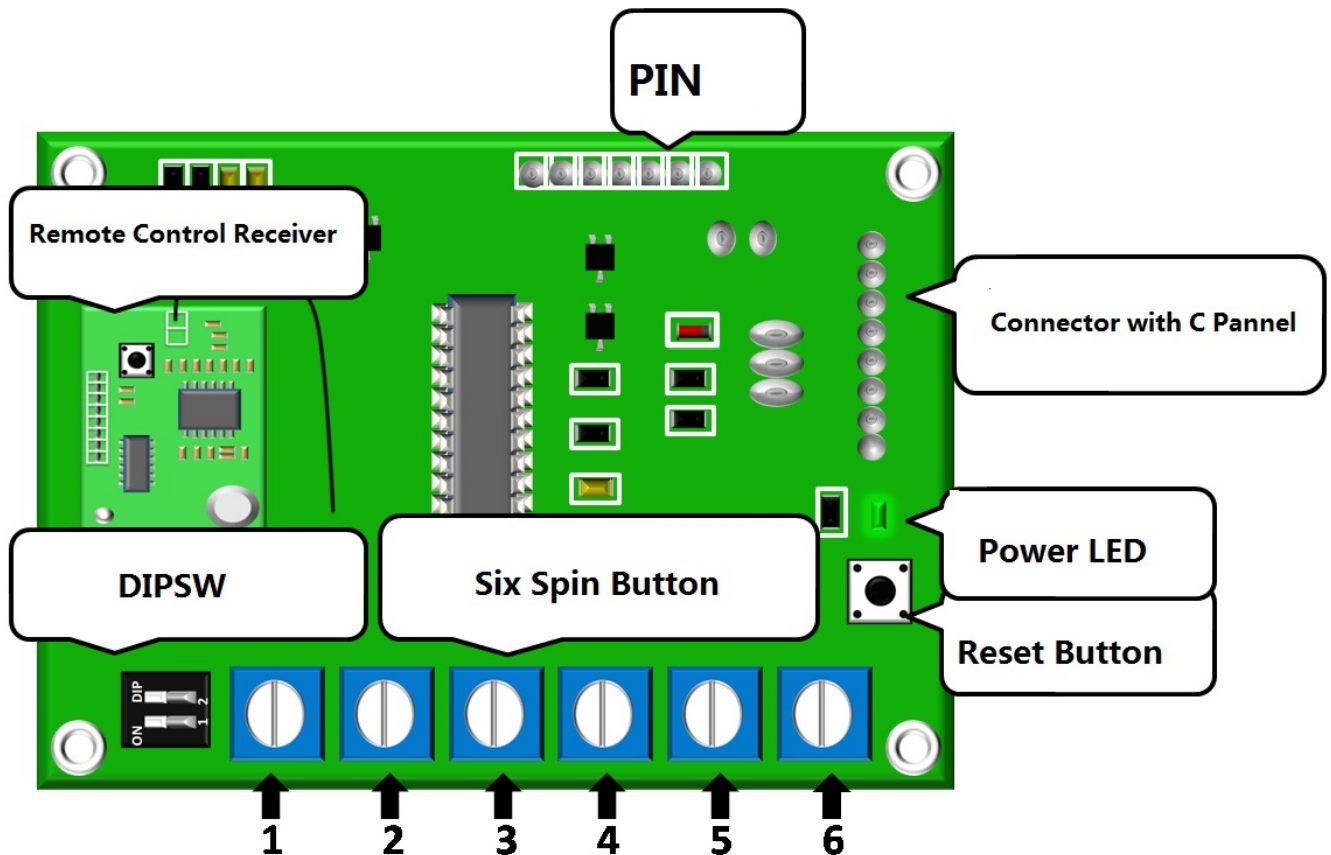 PIN
Remote Control Receiver
Connector with C Pannel
DIPSW
Six Spin Button
Power LED
Reset Button
ON DIP
1 2
1
2
3
4
5
6